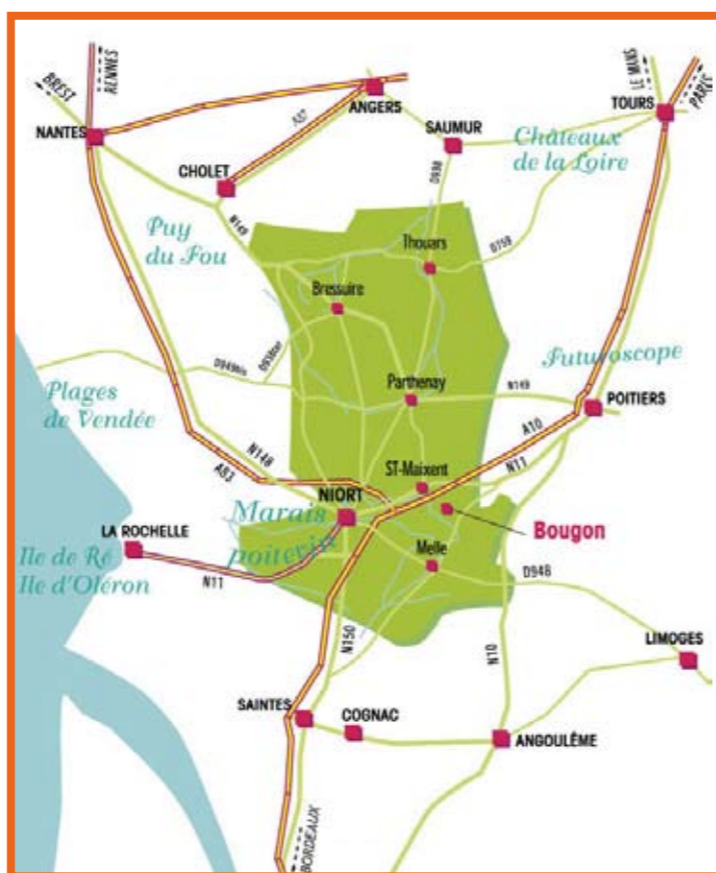 BREST
RENNES
LE MANS
PARIS
NANTES
ANGERS
TOURS
A87
SAUMUR
Châteaux
de la Loire
CHOLET
D938
N149
Puy
du Fou
Thouars
D759
Bressuire
Futuroscope
D949bis
D938ter
Parthenay
N149
Plages
de Vendée
POITIERS
A10
N148
A83
ST-Maixent
N11
NIORT
Marais
poitevin
Bougon
LA ROCHELLE
Ile de Ré
Ile d'Oléron
N11
Melle
D948
N150
N10
LIMOGES
SAINTES
COGNAC
ANGOULÊME
BORDEAUX